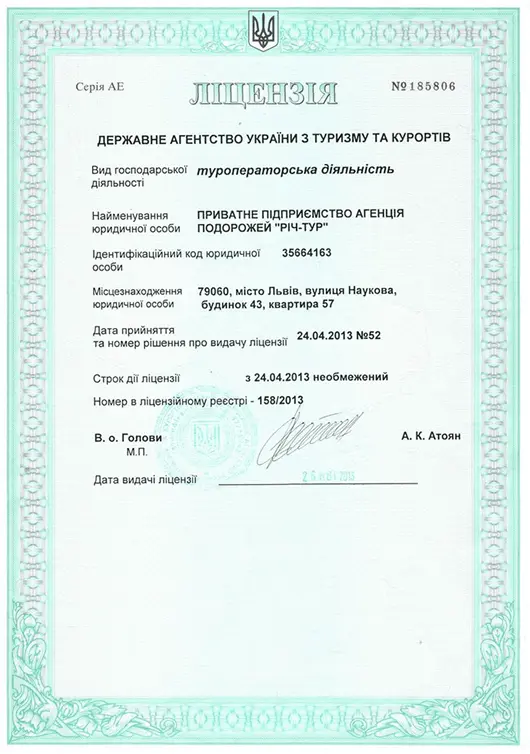 Серія АЕ
ЛІЦЕНЗІЯ
№185806
ДЕРЖАВНЕ АГЕНТСТВО УКРАЇНИ З ТУРИЗМУ ТА КУРОРТІВ
Вид господарської діяльності туроператорська діяльність
Найменування ПРИВАТНЕ ПІДПРИЄМСТВО АГЕНЦІЯ
юридичної особи ПОДОРОЖЕЙ "РІЧ-ТУР"
Ідентифікаційний код юридичної 35664163
особи
Місцезнаходження 79060, місто Львів, вулиця Наукова,
юридичної особи будинок 43, квартира 57
Дата прийняття
та номер рішення про видачу ліцензії 24.04.2013 №52
Строк дії ліцензії з 24.04.2013 необмежений
Номер в ліцензійному реєстрі - 158/2013
В. о. Голови А. К. Атоян
М.П.
Дата видачі ліцензії